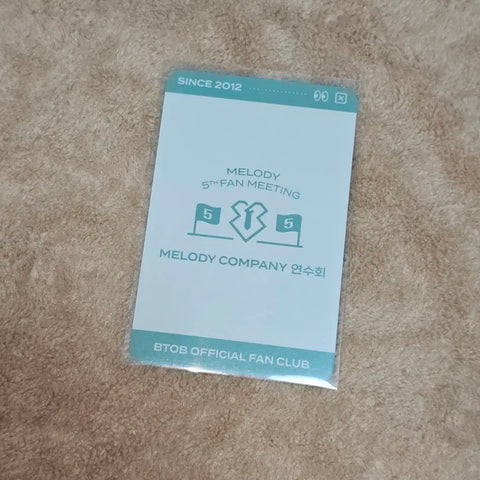 SINCE 2012
MELODY
5TH FAN MEETING
5 5
MELODY COMPANY 연수회
BTOB OFFICIAL FAN CLUB